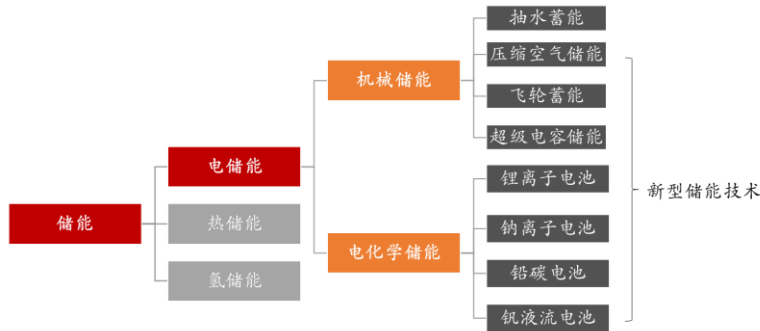 储能
电储能
热储能
氢储能
机械储能
电化学储能
抽水蓄能
压缩空气储能
飞轮蓄能
超级电容储能
锂离子电池
钠离子电池
铅碳电池
钒液流电池
新型储能技术